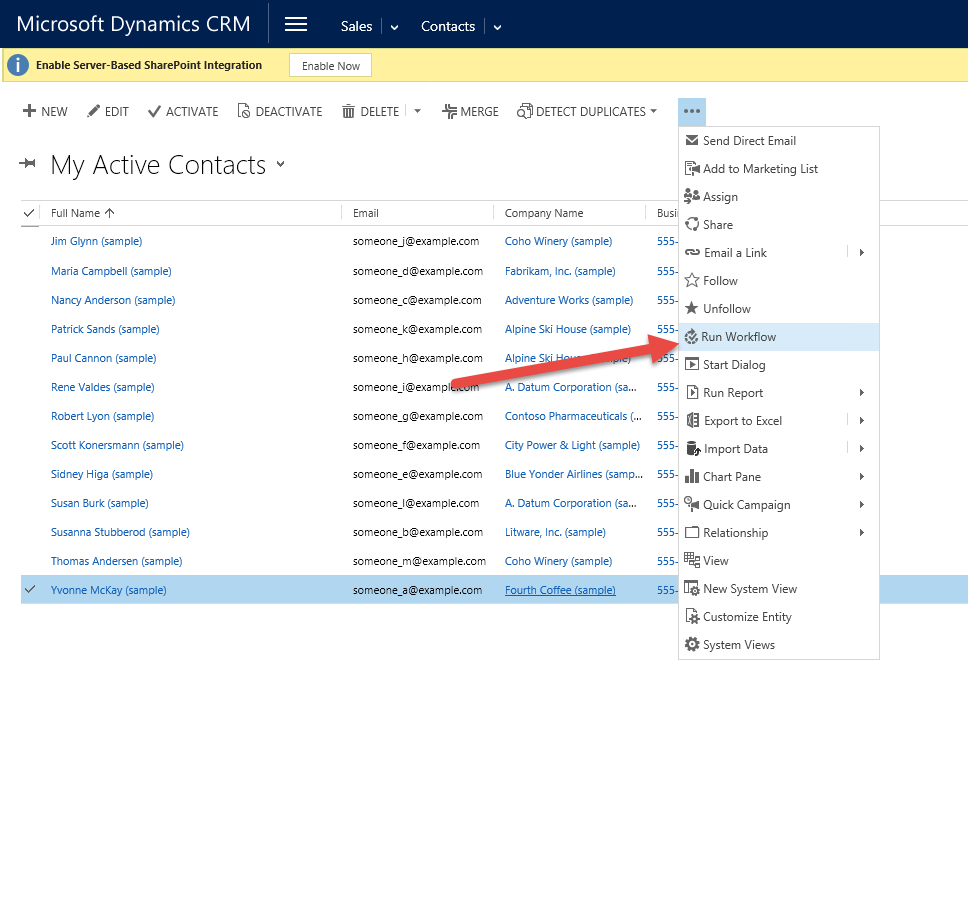 Microsoft Dynamics CRM Sales Contacts
Enable Server-Based SharePoint Integration Enable Now
NEW EDIT ACTIVATE DEACTIVATE DELETE MERGE DETECT DUPLICATES •••
My Active Contacts
Full Name Email Company Name Busi
Jim Glynn (sample) someone_j@example.com Coho Winery (sample) 555-
Maria Campbell (sample) someone_d@example.com Fabrikam, Inc. (sample) 555-
Nancy Anderson (sample) someone_c@example.com Adventure Works (sample) 555-
Patrick Sands (sample) someone_k@example.com Alpine Ski House (sample) 555-
Paul Cannon (sample) someone_h@example.com Alpine Ski House (sample) 555-
Rene Valdes (sample) someone_i@example.com A. Datum Corporation (sa... 555-
Robert Lyon (sample) someone_g@example.com Contoso Pharmaceuticals (... 555-
Scott Konersmann (sample) someone_f@example.com City Power & Light (sample) 555-
Sidney Higa (sample) someone_e@example.com Blue Yonder Airlines (samp... 555-
Susan Burk (sample) someone_l@example.com A. Datum Corporation (sa... 555-
Susanna Stubberod (sample) someone_b@example.com Litware, Inc. (sample) 555-
Thomas Andersen (sample) someone_m@example.com Coho Winery (sample) 555-
Yvonne McKay (sample) someone_a@example.com Fourth Coffee (sample) 555-
Send Direct Email
Add to Marketing List
Assign
Share
Email a Link
Follow
Unfollow
Run Workflow
Start Dialog
Run Report
Export to Excel
Import Data
Chart Pane
Quick Campaign
Relationship
View
New System View
Customize Entity
System Views